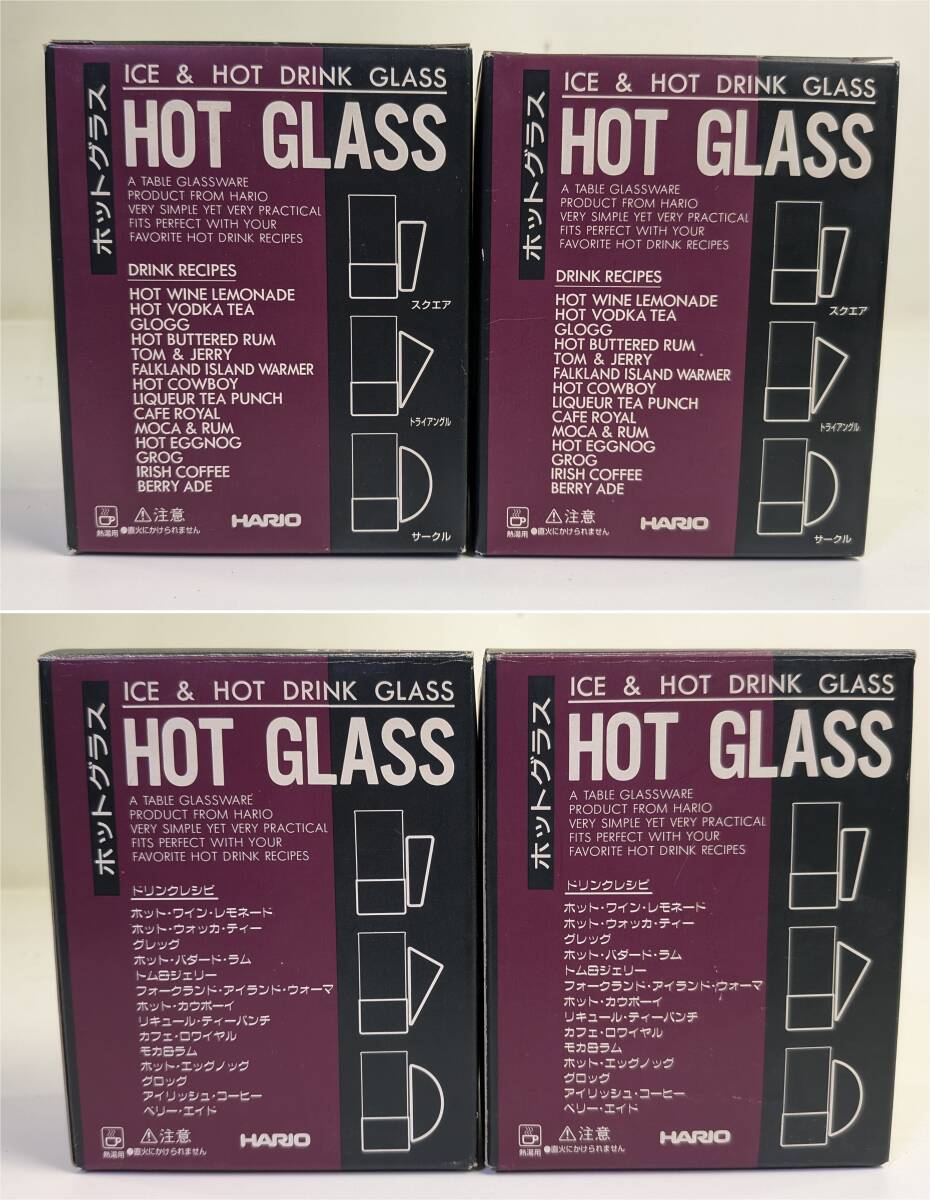 ホットグラス
ICE & HOT DRINK GLASS
HOT GLASS
A TABLE GLASSWARE
PRODUCT FROM HARIO
VERY SIMPLE YET VERY PRACTICAL
FITS PERFECT WITH YOUR
FAVORITE HOT DRINK RECIPES
DRINK RECIPES
HOT WINE LEMONADE
HOT VODKA TEA
GLOGG
HOT BUTTERED RUM
TOM & JERRY
FALKLAND ISLAND WARMER
HOT COWBOY
LIQUEUR TEA PUNCH
CAFE ROYAL
MOCA & RUM
HOT EGGNOG
GROG
IRISH COFFEE
BERRY ADE
スクエア
トライアングル
サークル
熱湯用
⚠注意
●直火にかけられません
HARIO
ホットグラス
ICE & HOT DRINK GLASS
HOT GLASS
A TABLE GLASSWARE
PRODUCT FROM HARIO
VERY SIMPLE YET VERY PRACTICAL
FITS PERFECT WITH YOUR
FAVORITE HOT DRINK RECIPES
DRINK RECIPES
HOT WINE LEMONADE
HOT VODKA TEA
GLOGG
HOT BUTTERED RUM
TOM & JERRY
FALKLAND ISLAND WARMER
HOT COWBOY
LIQUEUR TEA PUNCH
CAFE ROYAL
MOCA & RUM
HOT EGGNOG
GROG
IRISH COFFEE
BERRY ADE
スクエア
トライアングル
サークル
熱湯用
⚠注意
●直火にかけられません
HARIO
ホットグラス
ICE & HOT DRINK GLASS
HOT GLASS
A TABLE GLASSWARE
PRODUCT FROM HARIO
VERY SIMPLE YET VERY PRACTICAL
FITS PERFECT WITH YOUR
FAVORITE HOT DRINK RECIPES
ドリンクレシピ
ホット・ワイン・レモネード
ホット・ウォッカ・ティー
グレッグ
ホット・バタード・ラム
トム&ジェリー
フォークランド・アイランド・ウォーマ
ホット・カウボーイ
リキュール・ティーパンチ
カフェ・ロワイヤル
モカ&ラム
ホット・エッグノッグ
グロッグ
アイリッシュ・コーヒー
ベリー・エイド
熱湯用
⚠注意
●直火にかけられません
HARIO
ホットグラス
ICE & HOT DRINK GLASS
HOT GLASS
A TABLE GLASSWARE
PRODUCT FROM HARIO
VERY SIMPLE YET VERY PRACTICAL
FITS PERFECT WITH YOUR
FAVORITE HOT DRINK RECIPES
ドリンクレシピ
ホット・ワイン・レモネード
ホット・ウォッカ・ティー
グレッグ
ホット・バタード・ラム
トム&ジェリー
フォークランド・アイランド・ウォーマ
ホット・カウボーイ
リキュール・ティーパンチ
カフェ・ロワイヤル
モカ&ラム
ホット・エッグノッグ
グロッグ
アイリッシュ・コーヒー
ベリー・エイド
熱湯用
⚠注意
●直火にかけられません
HARIO